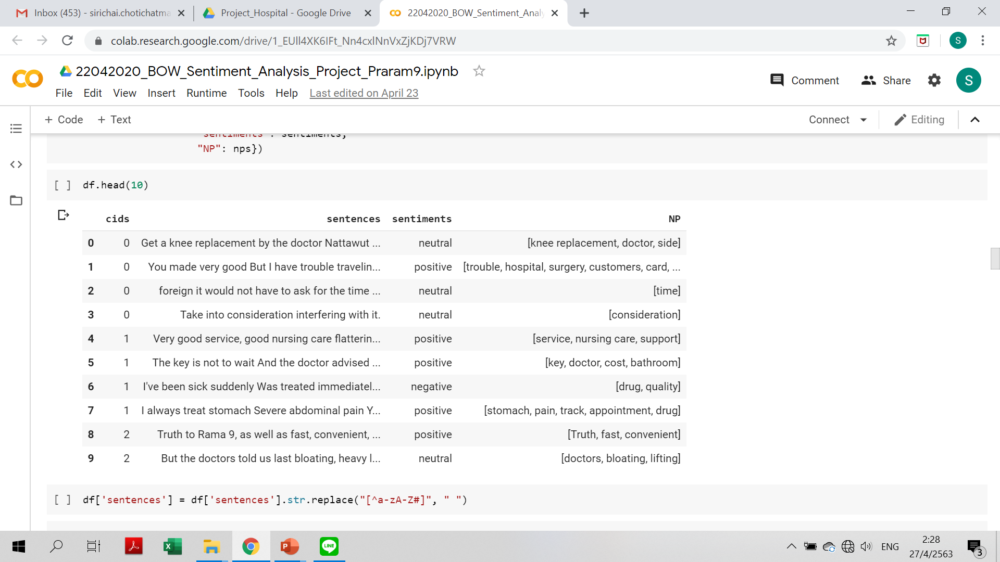 Inbox (453) - sirichai.chotichatma
Project_Hospital - Google Drive
22042020_BOW_Sentiment_Analy
colab.research.google.com/drive/1_EUll4XK6IFt_Nn4cxlNnVxZjKDj7VRW
S
22042020_BOW_Sentiment_Analysis_Project_Praram9.ipynb
Comment
Share
S
File Edit View Insert Runtime Tools Help Last edited on April 23
+ Code + Text
Connect
Editing
"sentiments": sentiments,
"NP": nps})
[ ] df.head(10)
cids sentences sentiments NP
0 0 Get a knee replacement by the doctor Nattawut ... neutral [knee replacement, doctor, side]
1 0 You made very good But I have trouble travelin... positive [trouble, hospital, surgery, customers, card, ...
2 0 foreign it would not have to ask for the time ... neutral [time]
3 0 Take into consideration interfering with it. neutral [consideration]
4 1 Very good service, good nursing care flatterin... positive [service, nursing care, support]
5 1 The key is not to wait And the doctor advised ... positive [key, doctor, cost, bathroom]
6 1 I've been sick suddenly Was treated immediatel... negative [drug, quality]
7 1 I always treat stomach Severe abdominal pain Y... positive [stomach, pain, track, appointment, drug]
8 2 Truth to Rama 9, as well as fast, convenient, ... positive [Truth, fast, convenient]
9 2 But the doctors told us last bloating, heavy l... neutral [doctors, bloating, lifting]
[ ] df['sentences'] = df['sentences'].str.replace("[^a-zA-Z#]", " ")
LINE
ENG
2:28
27/4/2563
3